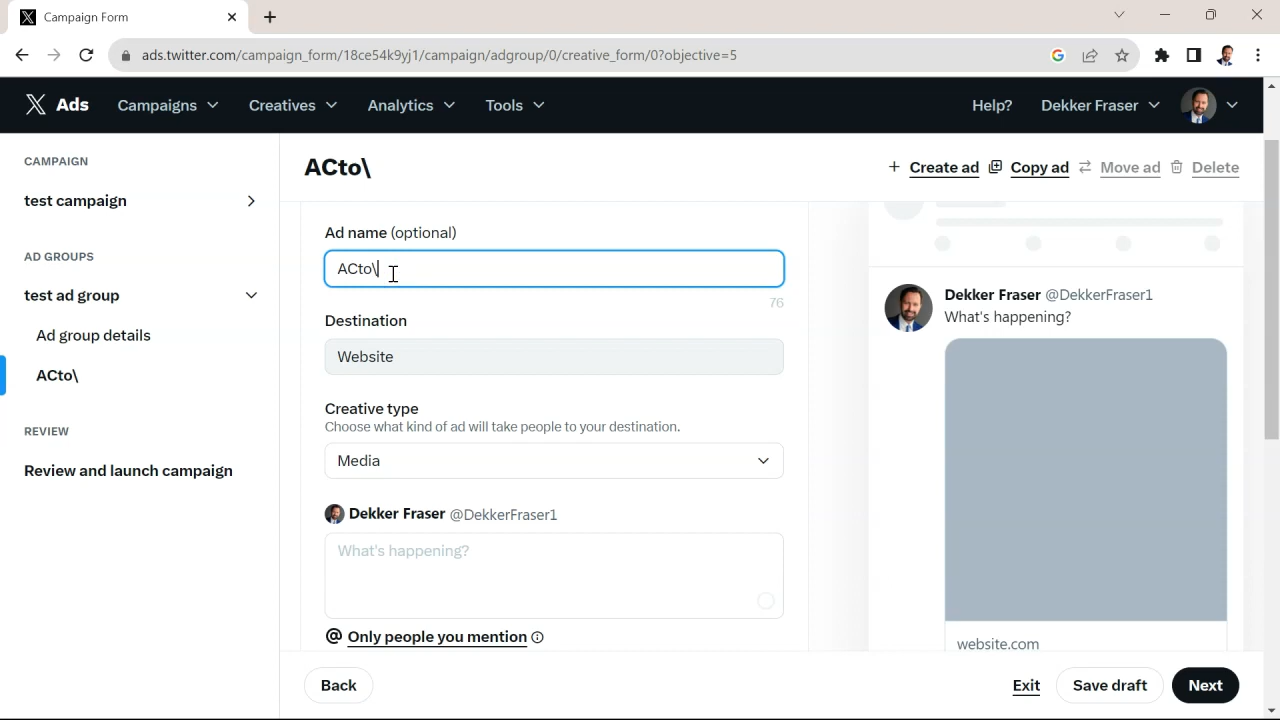 Campaign Form
ads.twitter.com/campaign_form/18ce54k9yj1/campaign/adgroup/0/creative_form/0?objective=5
Ads
Campaigns
Creatives
Analytics
Tools
Help?
Dekker Fraser
CAMPAIGN
test campaign
AD GROUPS
test ad group
Ad group details
ACto\
REVIEW
Review and launch campaign
ACto\
+ Create ad
Copy ad
Move ad
Delete
Ad name (optional)
ACto\
76
Destination
Website
Creative type
Choose what kind of ad will take people to your destination.
Media
Dekker Fraser @DekkerFraser1
What's happening?
@ Only people you mention
Dekker Fraser @DekkerFraser1
What's happening?
website.com
Back
Exit
Save draft
Next